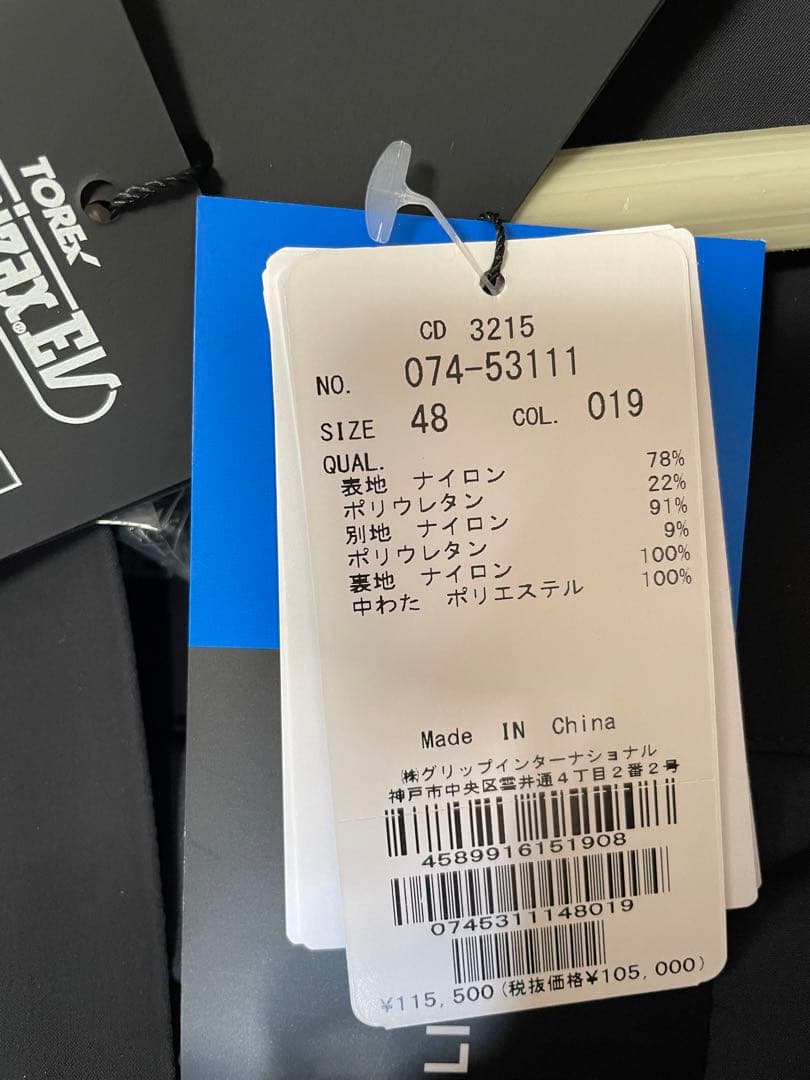 TOREX
CD 3215
NO. 074-53111
SIZE 48 COL. 019
QUAL.
表地 ナイロン 78%
ポリウレタン 22%
別地 ナイロン 91%
ポリウレタン 9%
裏地 ナイロン 100%
中わた ポリエステル 100%
Made IN China
㈱グリップインターナショナル
神戸市中央区雲井通4丁目2番2号
4589916151908
0745311148019
¥115,500(税抜価格¥105,000)
LI